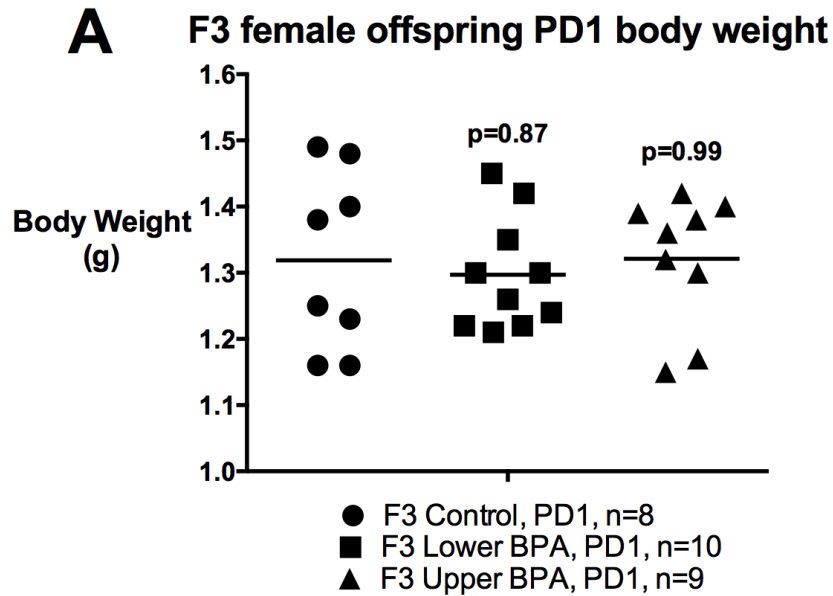 A F3 female offspring PD1 body weight
1.6
1.5
1.4
1.3
1.2
1.1
1.0
Body Weight
(g)
p=0.87
p=0.99
F3 Control, PD1, n=8
F3 Lower BPA, PD1, n=10
F3 Upper BPA, PD1, n=9